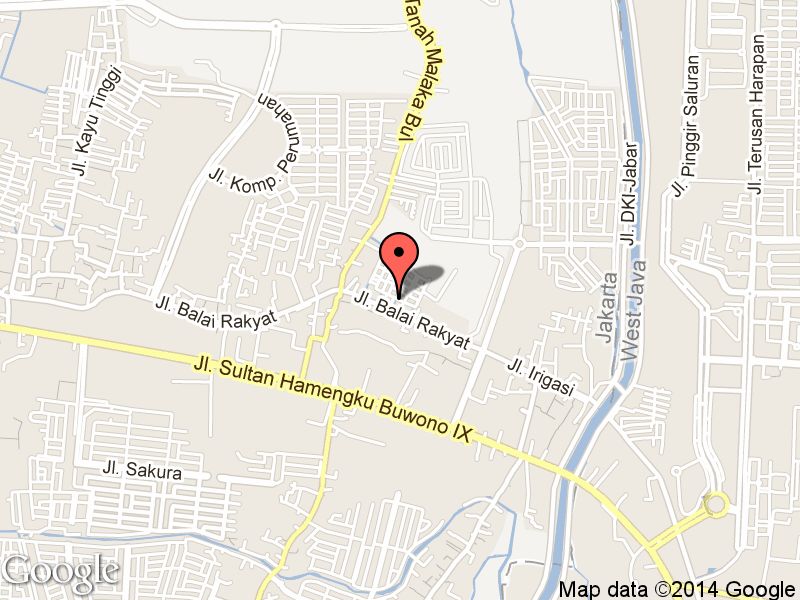 Tanah Malaka Bul
Jl. Kayu Tinggi
Jl. Komp. Perumahan
Jl. DKI-Jabar
Jl. Pinggir Saluran
Jl. Terusan Harapan
Jakarta
West Java
Jl. Balai Rakyat
Jl. Balai Rakyat
Jl. Irigasi
Jl. Sultan Hamengku Buwono IX
Jl. Sakura
Google
Map data ©2014 Google